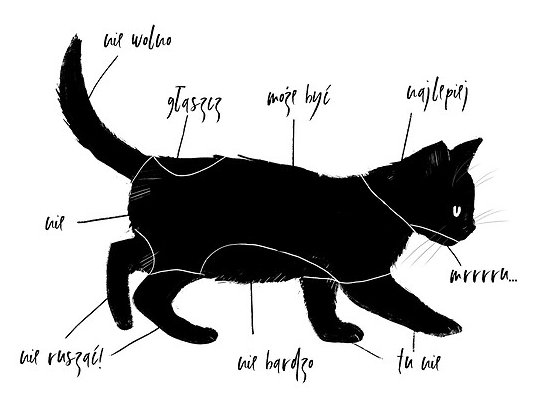 nie wolno
głaszcz
może być
najlepiej
nie
mrrrru...
nie ruszać!
nie bardzo
tu nie